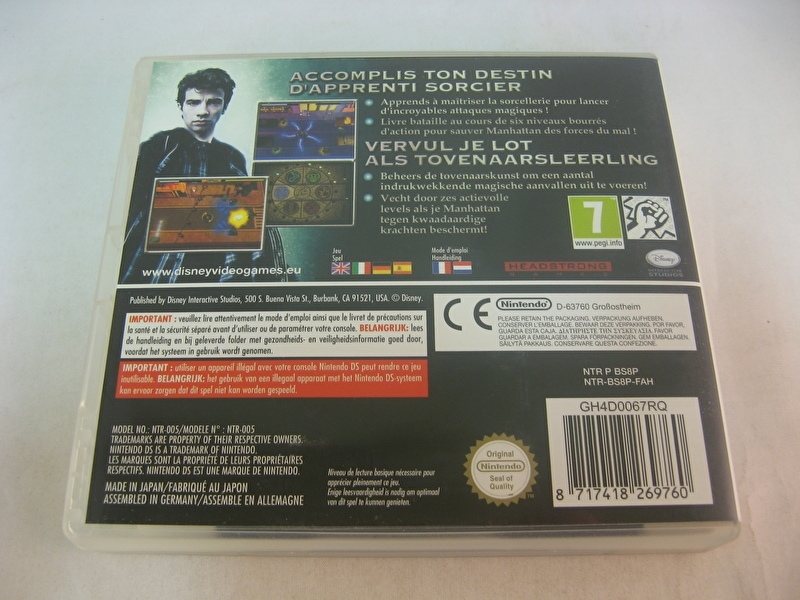 ACCOMPLIS TON DESTIN
D'APPRENTI SORCIER
Apprends à maîtriser la sorcellerie pour lancer
d'incroyables attaques magiques !
Livre bataille au cours de six niveaux bourrés
d'action pour sauver Manhattan des forces du mal !
VERVUL JE LOT
ALS TOVENAARSLEERLING
Beheers de tovenaarskunst om een aantal
indrukwekkende magische aanvallen uit te voeren!
Vecht door zes actievolle
levels als je Manhattan
tegen kwaadaardige
krachten beschermt!
7
www.pegi.info
Jeu
Spel
Mode d'emploi
Handleiding
HEADSTRONG
Disney
INTERACTIVE
STUDIOS
www.disneyvideogames.eu
Published by Disney Interactive Studios, 500 S. Buena Vista St., Burbank, CA 91521, USA. © Disney.
IMPORTANT : veuillez lire attentivement le mode d'emploi ainsi que le livret de précautions sur
la santé et la sécurité séparé avant d'utiliser ou de paramétrer votre console. BELANGRIJK: lees
de handleiding en bij geleverde folder met gezondheids- en veiligheidsinformatie goed door,
voordat het systeem in gebruik wordt genomen.
IMPORTANT : utiliser un appareil illégal avec votre console Nintendo DS peut rendre ce jeu
inutilisable. BELANGRIJK: het gebruik van een illegaal apparaat met het Nintendo DS-systeem
kan ervoor zorgen dat dit spel niet kan worden gespeeld.
CE
Nintendo
D-63760 Großostheim
PLEASE RETAIN THE PACKAGING. VERPACKUNG AUFHEBEN.
CONSERVER L'EMBALLAGE. BEWAAR DEZE VERPAKKING. POR FAVOR,
GUARDA ESTA CAJA. ΔΙΑΤΗΡΗΣΤΕ ΤΗΝ ΣΥΣΚΕΥΑΣΙΑ. POR FAVOR
GUARDAR A EMBALAGEM. SPARA FÖRPACKNINGEN. GEM EMBALLAGEN.
SÄILYTÄ PAKKAUS. CONSERVARE QUESTA CONFEZIONE.
NTR P BS8P
NTR-BS8P-FAH
GH4D0067RQ
8 717418 269760
MODEL NO.: NTR-005/MODÈLE N° : NTR-005
TRADEMARKS ARE PROPERTY OF THEIR RESPECTIVE OWNERS.
NINTENDO DS IS A TRADEMARK OF NINTENDO.
LES MARQUES SONT LA PROPRIÉTÉ DE LEURS PROPRIÉTAIRES
RESPECTIFS. NINTENDO DS EST UNE MARQUE DE NINTENDO.
MADE IN JAPAN/FABRIQUÉ AU JAPON
ASSEMBLED IN GERMANY/ASSEMBLÉ EN ALLEMAGNE
Niveau de lecture basique nécessaire pour
apprécier pleinement ce jeu.
Enige leesvaardigheid is nodig om optimaal
van dit spel te kunnen genieten.
Original
Nintendo
Seal of
Quality